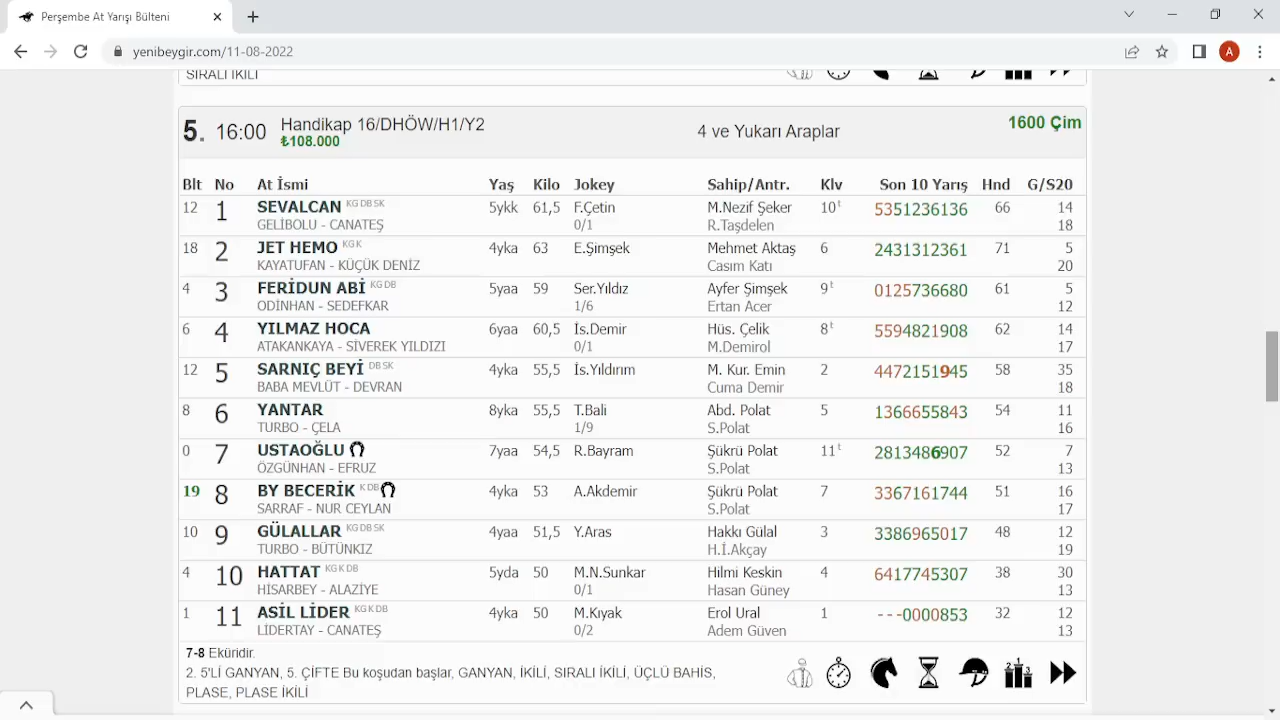 Perşembe At Yarışı Bülteni
yenibeygir.com/11-08-2022
A
SIRALI İKİLİ
5. 16:00 Handikap 16/DHÖW/H1/Y2 4 ve Yukarı Araplar 1600 Çim
₺108.000
Blt No At İsmi Yaş Kilo Jokey Sahip/Antr. Klv Son 10 Yarış Hnd G/S20
12 1 SEVALCAN KG DB SK 5ykk 61,5 F.Çetin M.Nezif Şeker 10t 5351236136 66 14
GELİBOLU - CANATEŞ 0/1 R.Taşdelen 18
18 2 JET HEMO KG K 4yka 63 E.Şimşek Mehmet Aktaş 6 2431312361 71 5
KAYATUFAN - KÜÇÜK DENİZ Casım Katı 20
4 3 FERİDUN ABİ KG DB 5yaa 59 Ser.Yıldız Ayfer Şimşek 9t 0125736680 61 5
ODİNHAN - SEDEFKAR 1/6 Ertan Acer 12
6 4 YILMAZ HOCA 6yaa 60,5 İs.Demir Hüs. Çelik 8t 5594821908 62 14
ATAKANKAYA - SİVEREK YILDIZI 0/1 M.Demirol 17
12 5 SARNIÇ BEYİ DB SK 4yka 55,5 İs.Yıldırım M. Kur. Emin 2 4472151945 58 35
BABA MEVLÜT - DEVRAN Cuma Demir 18
8 6 YANTAR 8yka 55,5 T.Bali Abd. Polat 5 1366655843 54 11
TURBO - ÇELA 1/9 S.Polat 16
0 7 USTAOĞLU 7yaa 54,5 R.Bayram Şükrü Polat 11t 2813486907 52 7
ÖZGÜNHAN - EFRUZ S.Polat 13
19 8 BY BECERİK K DB 4yka 53 A.Akdemir Şükrü Polat 7 3367161744 51 16
SARRAF - NUR CEYLAN S.Polat 17
10 9 GÜLALLAR KG DB SK 4yaa 51,5 Y.Aras Hakkı Gülal 3 3386965017 48 12
TURBO - BÜTÜNKIZ H.İ.Akçay 19
4 10 HATTAT KG K DB 5yda 50 M.N.Sunkar Hilmi Keskin 4 6417745307 38 30
HİSARBEY - ALAZİYE 0/1 Hasan Güney 13
1 11 ASİL LİDER KG K DB 4yka 50 M.Kıyak Erol Ural 1 ---0000853 32 12
LİDERTAY - CANATEŞ 0/2 Adem Güven 13
7-8 Eküridir.
2. 5'Lİ GANYAN, 5. ÇİFTE Bu koşudan başlar, GANYAN, İKİLİ, SIRALI İKİLİ, ÜÇLÜ BAHİS,
PLASE, PLASE İKİLİ